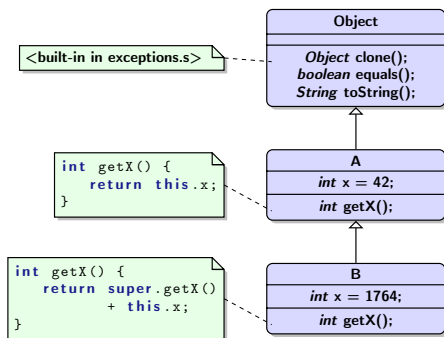 Object
<built-in in exceptions.s>
Object clone();
boolean equals();
String toString();
int getX() {
return this.x;
}
A
int x = 42;
int getX();
int getX() {
return super.getX()
+ this.x;
}
B
int x = 1764;
int getX();